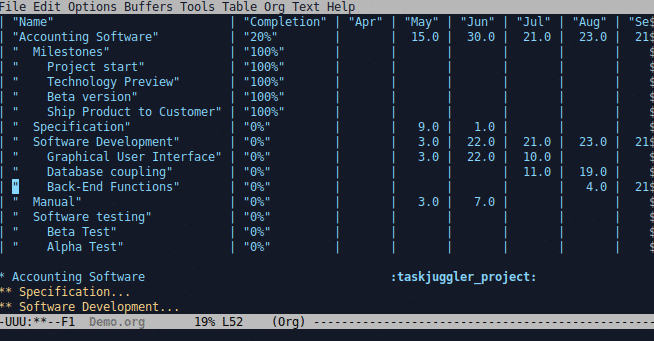 File Edit Options Buffers Tools Table Org Text Help
| "Name" | "Completion" | "Apr" | "May" | "Jun" | "Jul" | "Aug" | "Se$
| "Accounting Software" | "20%" | | 15.0 | 30.0 | 21.0 | 23.0 | 21$
| "  Milestones" | "100%" | | | | | | $
| "    Project start" | "100%" | | | | | | $
| "    Technology Preview" | "100%" | | | | | | $
| "    Beta version" | "100%" | | | | | | $
| "    Ship Product to Customer" | "100%" | | | | | | $
| "  Specification" | "0%" | | 9.0 | 1.0 | | | $
| "  Software Development" | "0%" | | 3.0 | 22.0 | 21.0 | 23.0 | 21$
| "    Graphical User Interface" | "0%" | | 3.0 | 22.0 | 10.0 | | $
| "    Database coupling" | "0%" | | | | 11.0 | 19.0 | $
| "    Back-End Functions" | "0%" | | | | | 4.0 | 21$
| "  Manual" | "0%" | | 3.0 | 7.0 | | | $
| "  Software testing" | "0%" | | | | | | $
| "    Beta Test" | "0%" | | | | | | $
| "    Alpha Test" | "0%" | | | | | | $
* Accounting Software :taskjuggler_project:
** Specification...
** Software Development...
-UUU:**--F1 Demo.org 19% L52 (Org) --------------------------------------------------